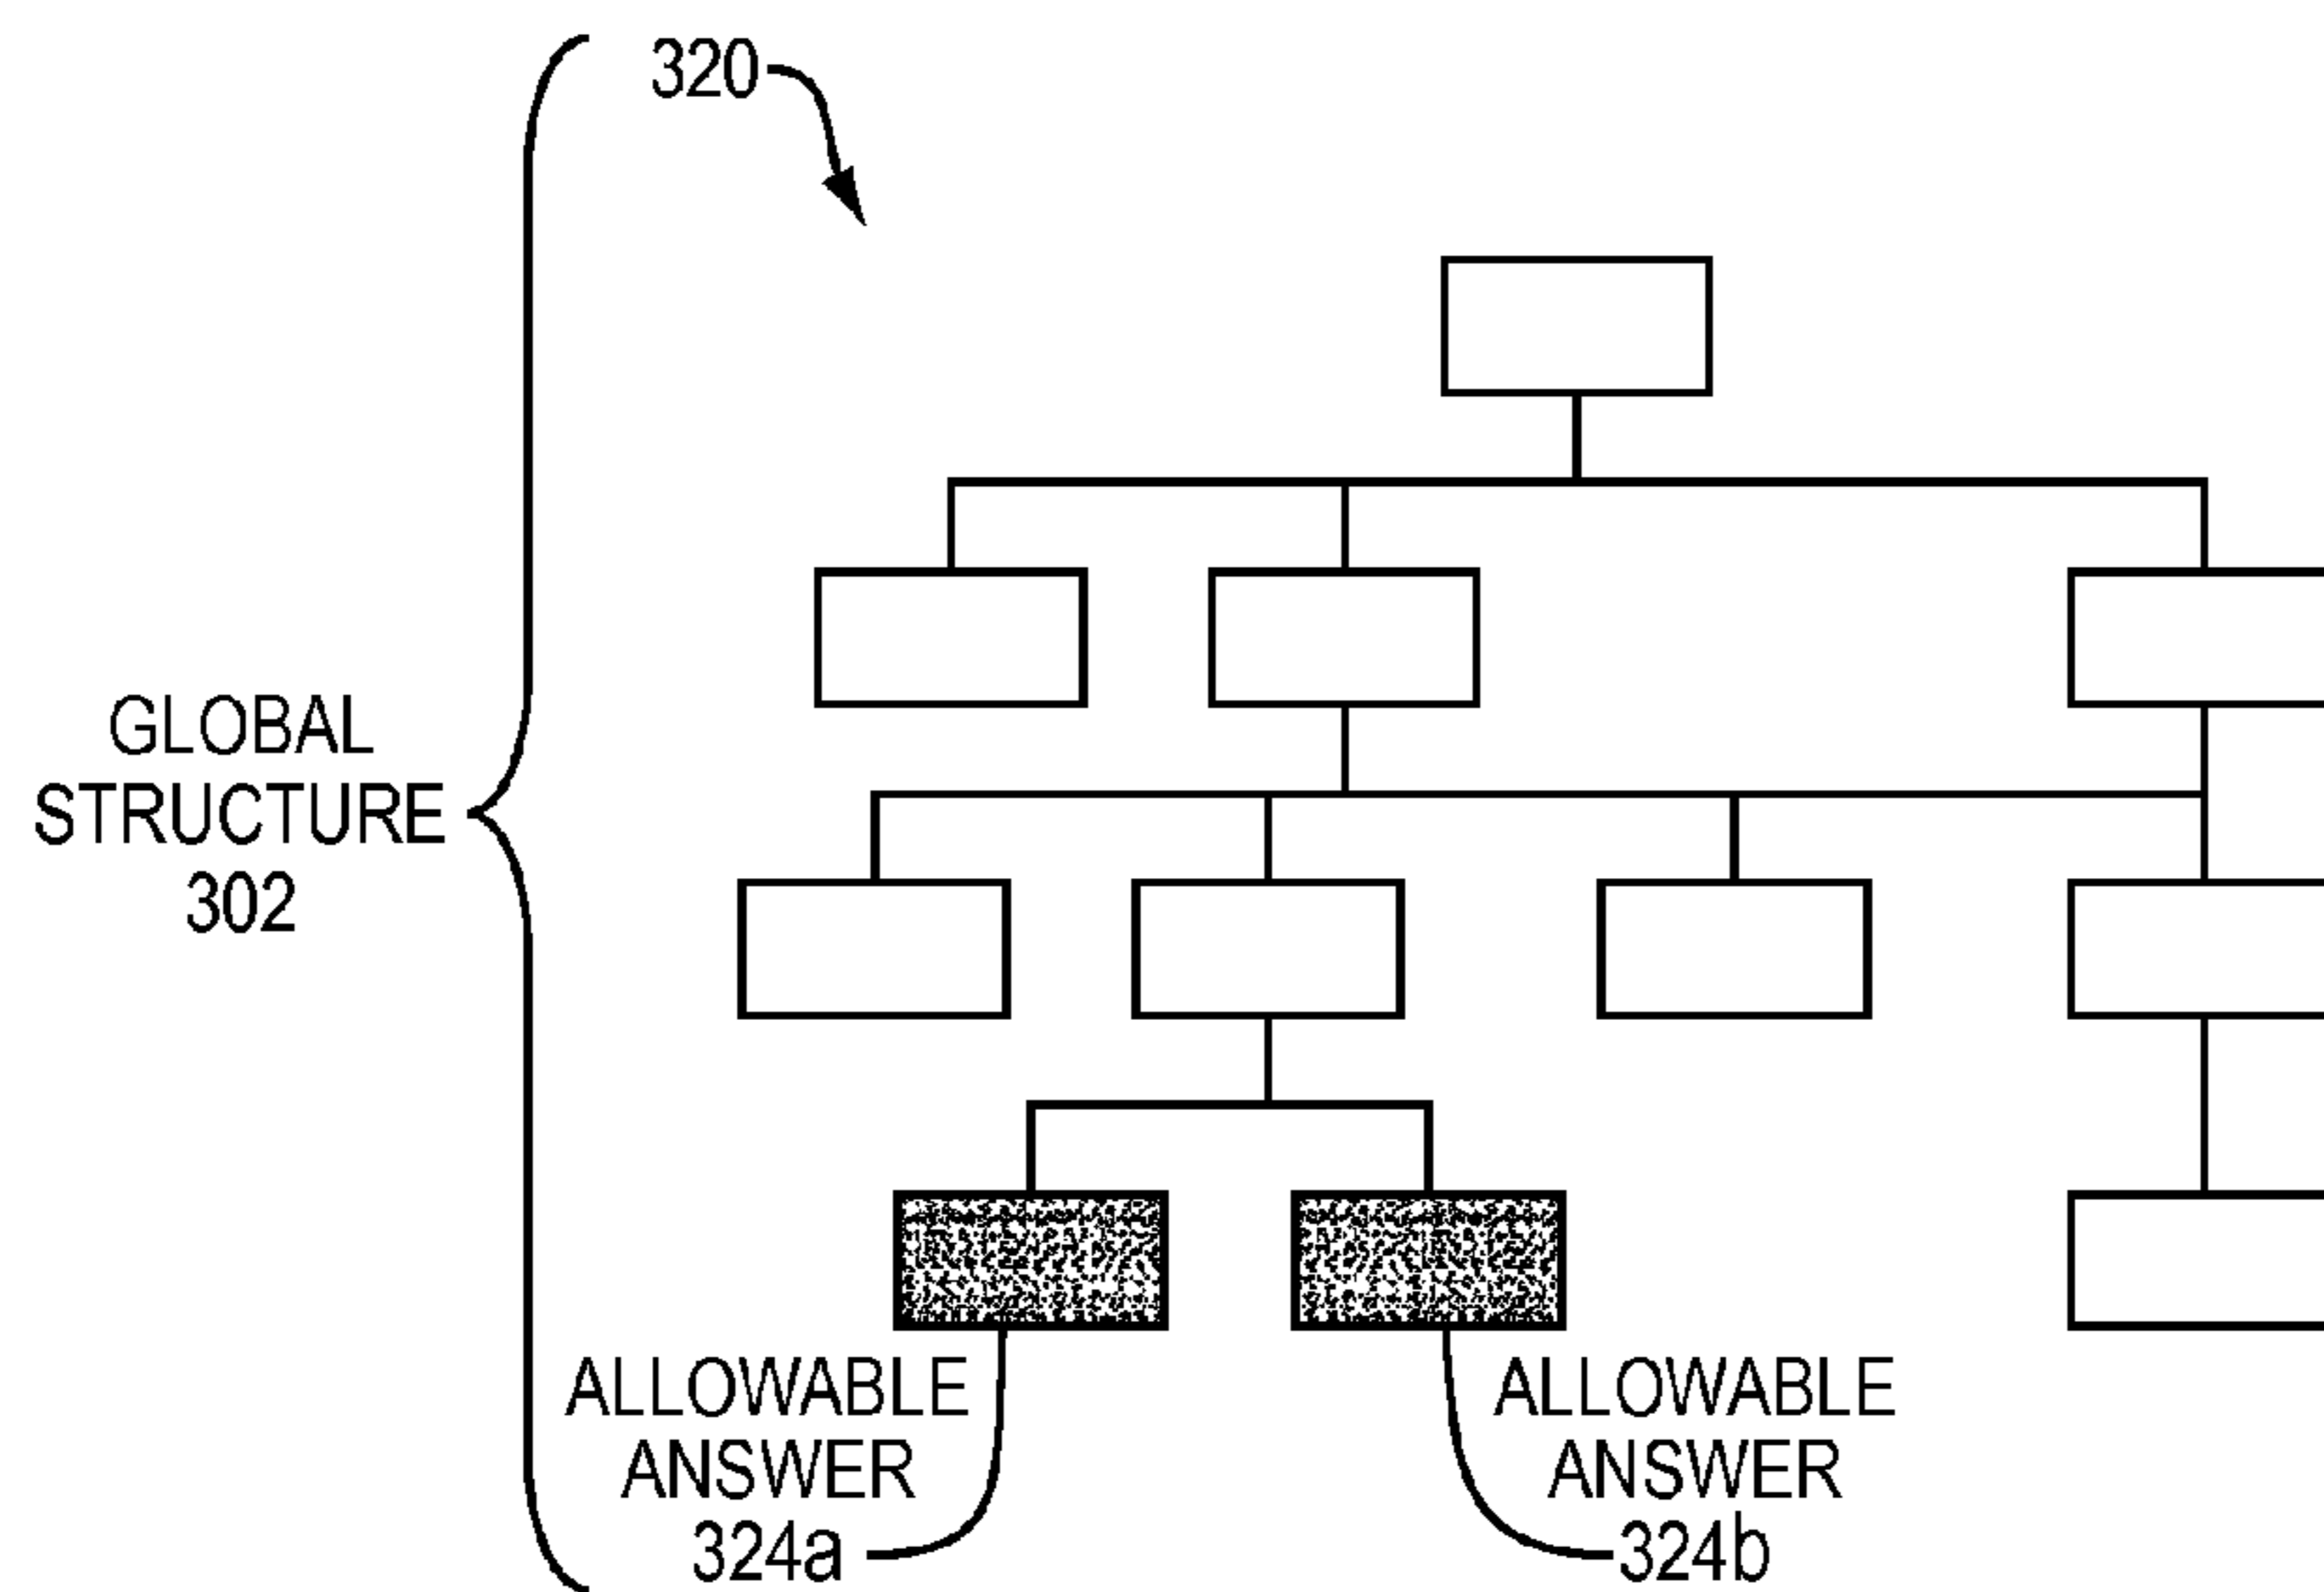 320
GLOBAL
STRUCTURE
302
ALLOWABLE
ANSWER
324a
ALLOWABLE
ANSWER
324b